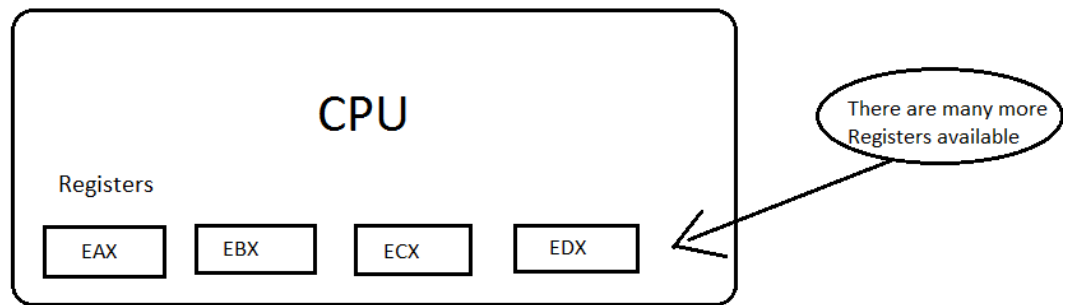 CPU
There are many more
Registers available
Registers
EAX
EBX
ECX
EDX